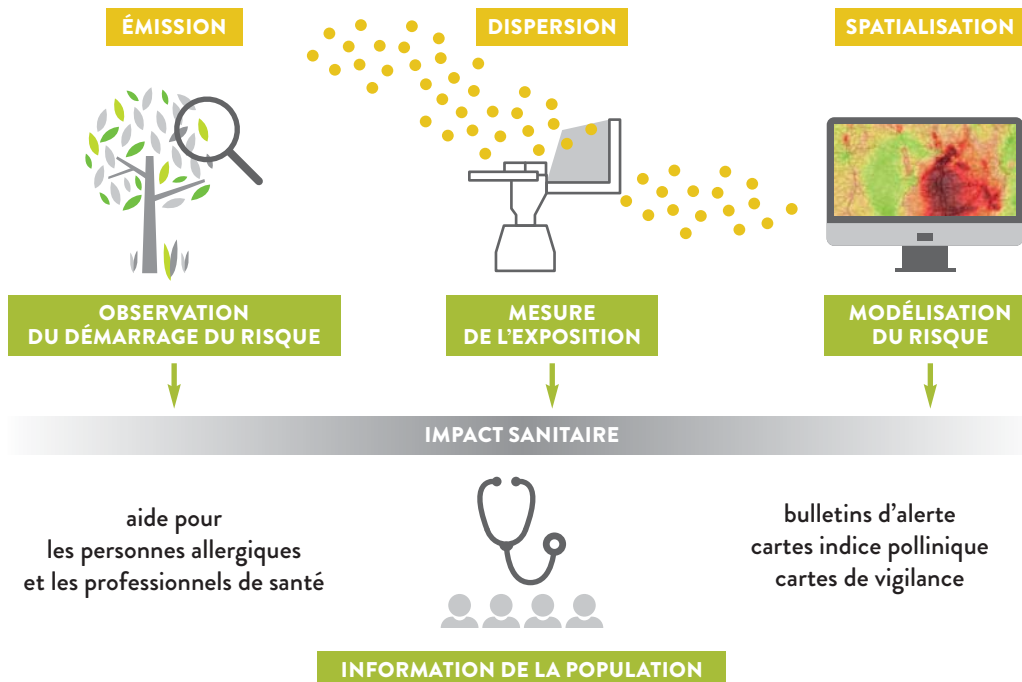 ÉMISSION
DISPERSION
SPATIALISATION
OBSERVATION
DU DÉMARRAGE DU RISQUE
MESURE
DE L'EXPOSITION
MODÉLISATION
DU RISQUE
IMPACT SANITAIRE
aide pour
les personnes allergiques
et les professionnels de santé
bulletins d'alerte
cartes indice pollinique
cartes de vigilance
INFORMATION DE LA POPULATION